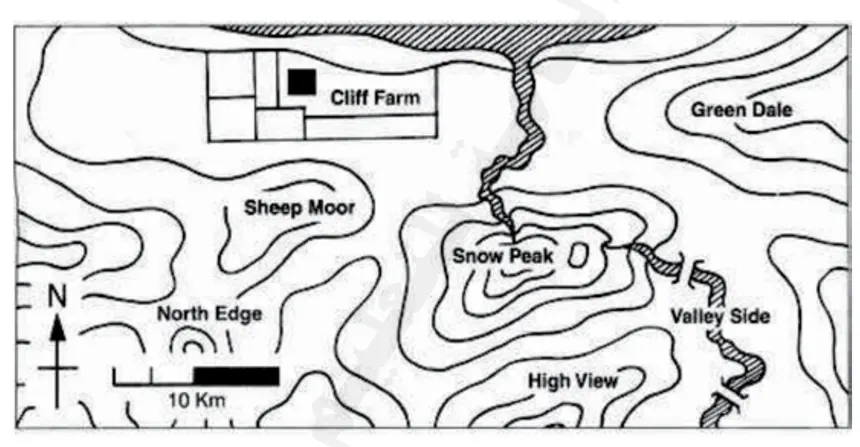 Cliff Farm
Green Dale
Sheep Moor
Snow Peak
N
North Edge
Valley Side
High View
10 Km